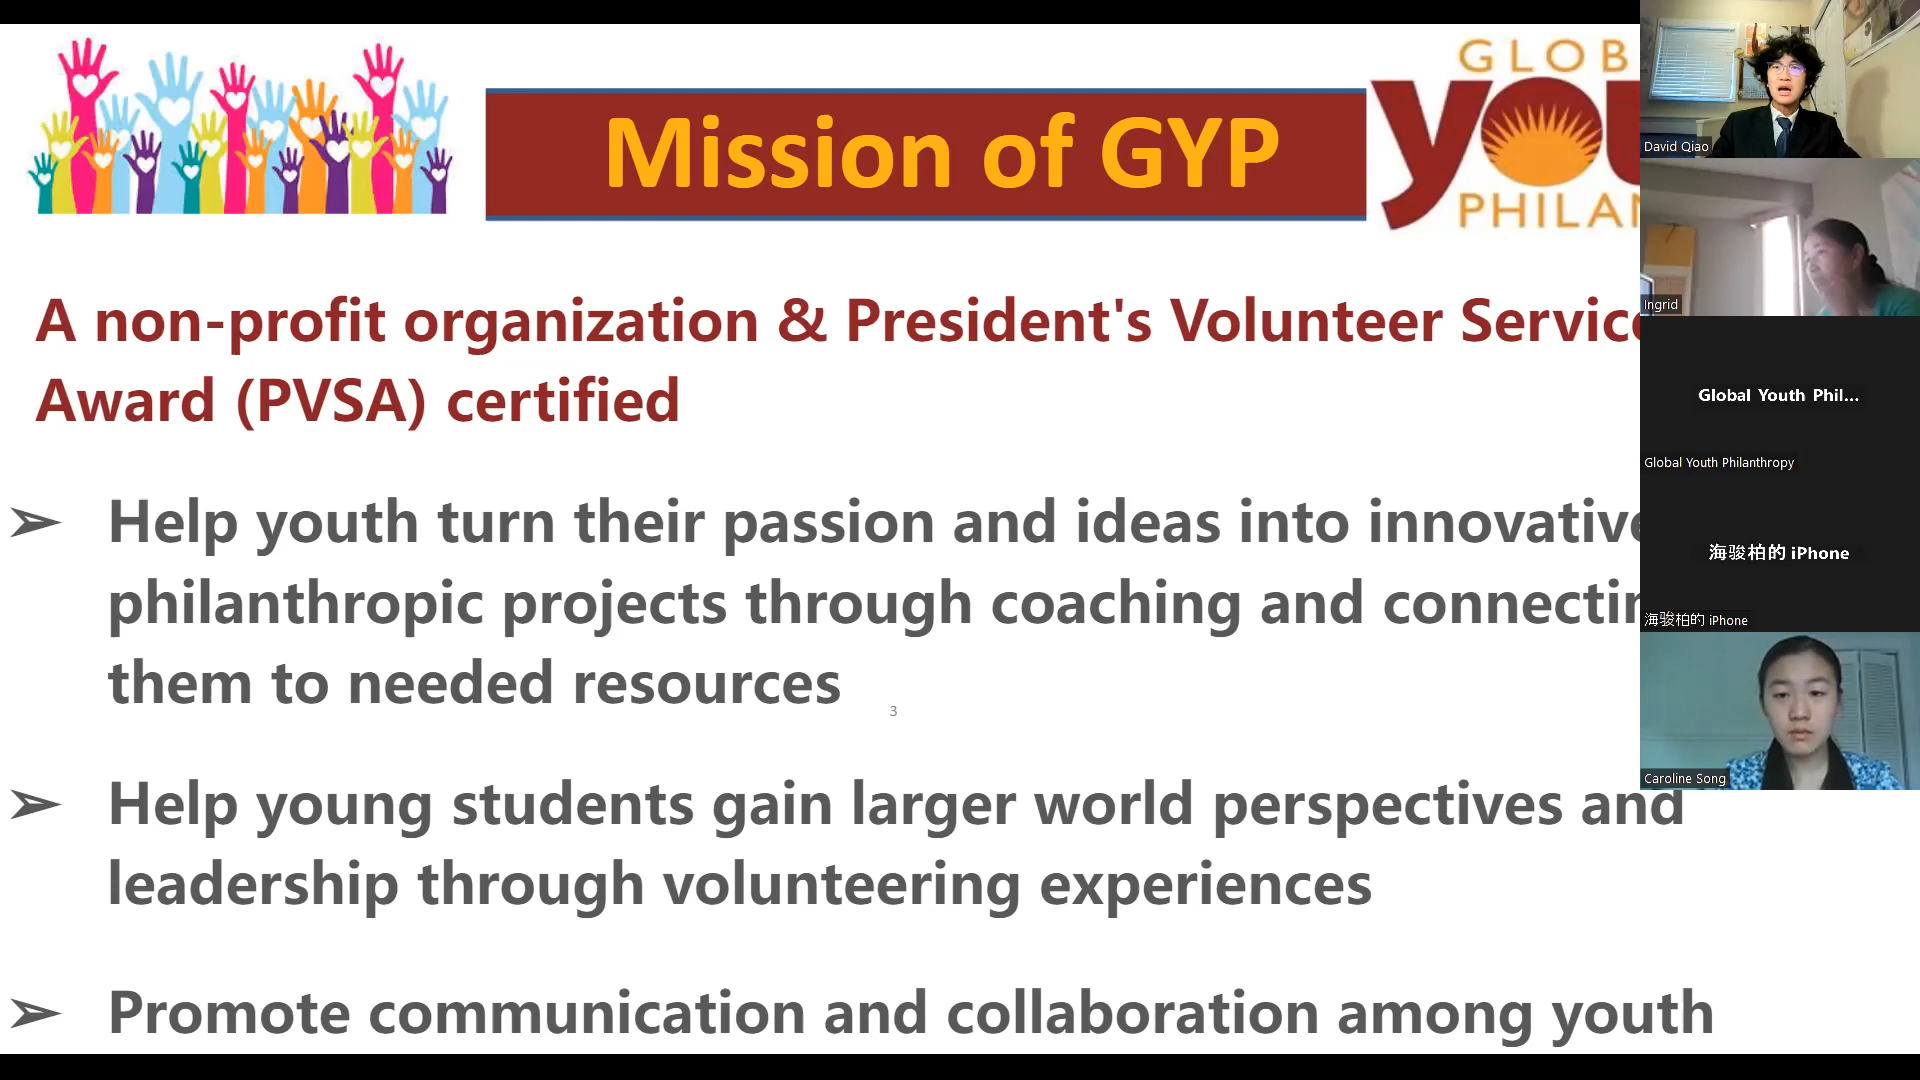 GLOB
you
PHILAN
Mission of GYP
A non-profit organization & President's Volunteer Service
Award (PVSA) certified
➢ Help youth turn their passion and ideas into innovative
philanthropic projects through coaching and connectin
them to needed resources
3
➢ Help young students gain larger world perspectives and
leadership through volunteering experiences
➢ Promote communication and collaboration among youth
David Qiao
Ingrid
Global Youth Phil...
Global Youth Philanthropy
海骏柏的 iPhone
海骏柏的 iPhone
Caroline Song